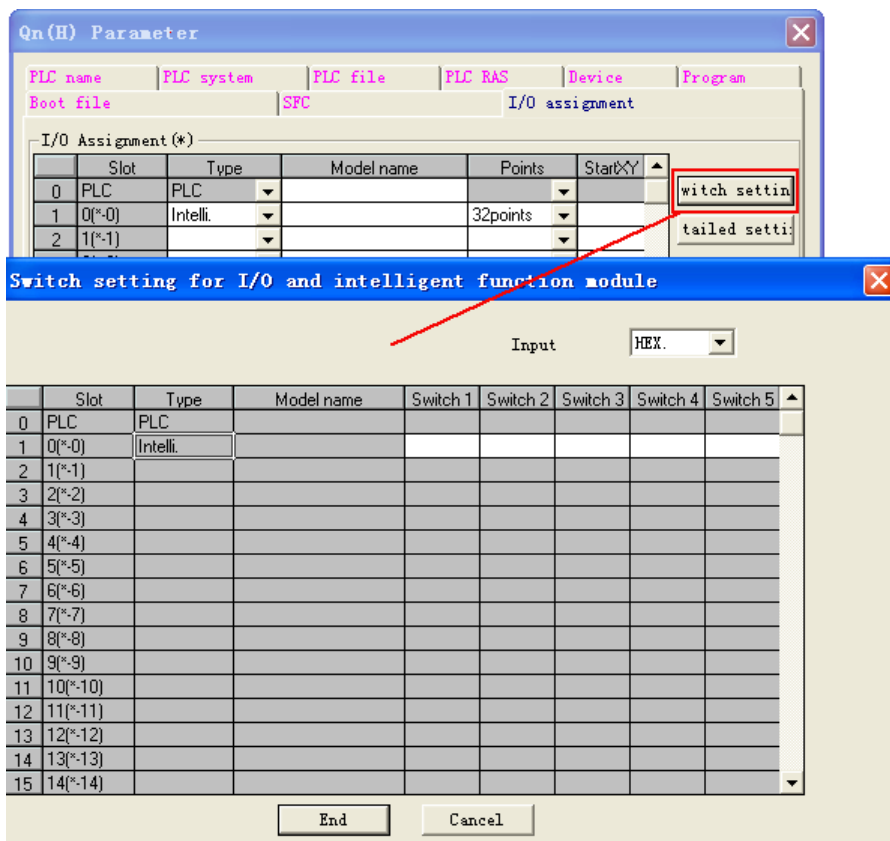 Qn(H) Parameter
PLC name PLC system PLC file PLC RAS Device Program
Boot file SFC I/O assignment
I/O Assignment(*)
Slot Type Model name Points StartXY
0 PLC PLC
1 0(*-0) Intelli. 32points
2 1(*-1)
witch settin
tailed setti
Switch setting for I/O and intelligent function module
Input HEX.
Slot Type Model name Switch 1 Switch 2 Switch 3 Switch 4 Switch 5
0 PLC PLC
1 0(*-0) Intelli.
2 1(*-1)
3 2(*-2)
4 3(*-3)
5 4(*-4)
6 5(*-5)
7 6(*-6)
8 7(*-7)
9 8(*-8)
10 9(*-9)
11 10(*-10)
12 11(*-11)
13 12(*-12)
14 13(*-13)
15 14(*-14)
End Cancel